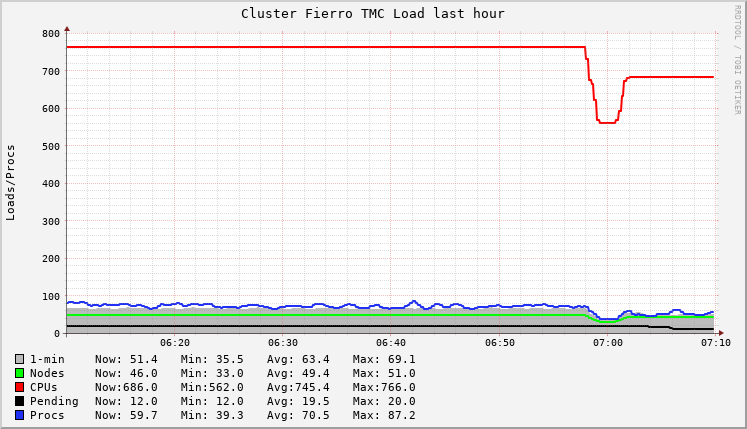 Cluster Fierro TMC Load last hour
RRDTOOL / TOBI OETIKER
Loads/Procs
800
700
600
500
400
300
200
100
0
06:20 06:30 06:40 06:50 07:00 07:10
1-min Now: 51.4 Min: 35.5 Avg: 63.4 Max: 69.1
Nodes Now: 46.0 Min: 33.0 Avg: 49.4 Max: 51.0
CPUs Now:686.0 Min:562.0 Avg:745.4 Max:766.0
Pending Now: 12.0 Min: 12.0 Avg: 19.5 Max: 20.0
Procs Now: 59.7 Min: 39.3 Avg: 70.5 Max: 87.2